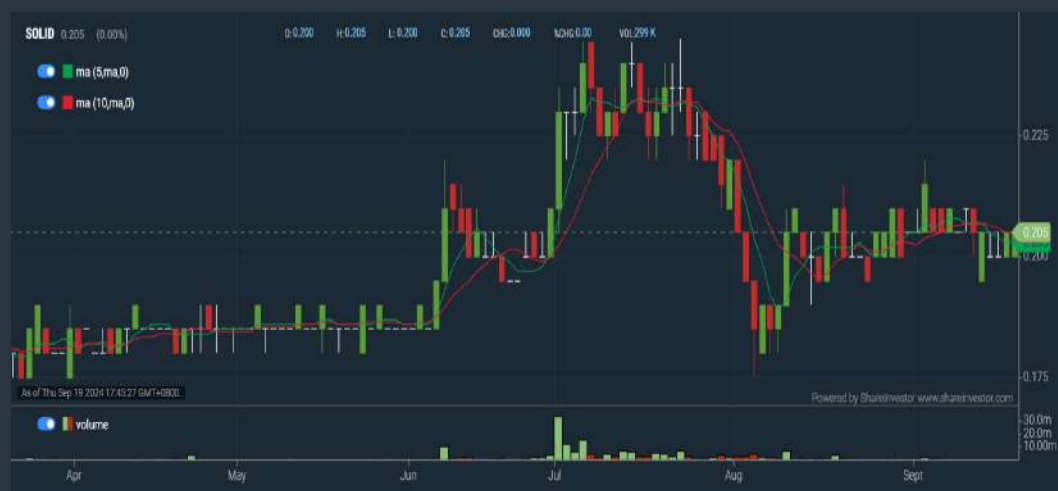 SOLID 0.205 (0.00%) O:0.200 H:0.205 L:0.200 C:0.205 CHG:0.000 %CHG:0.00 VOL:299 K
ma (5,ma,0)
ma (10,ma,0)
0.225
0.205
0.200
0.175
As of Thu Sep 19 2024 17:45:27 GMT+0800
Powered by ShareInvestor www.shareinvestor.com
volume
30.0m
20.0m
10.00m
Apr May Jun Jul Aug Sept